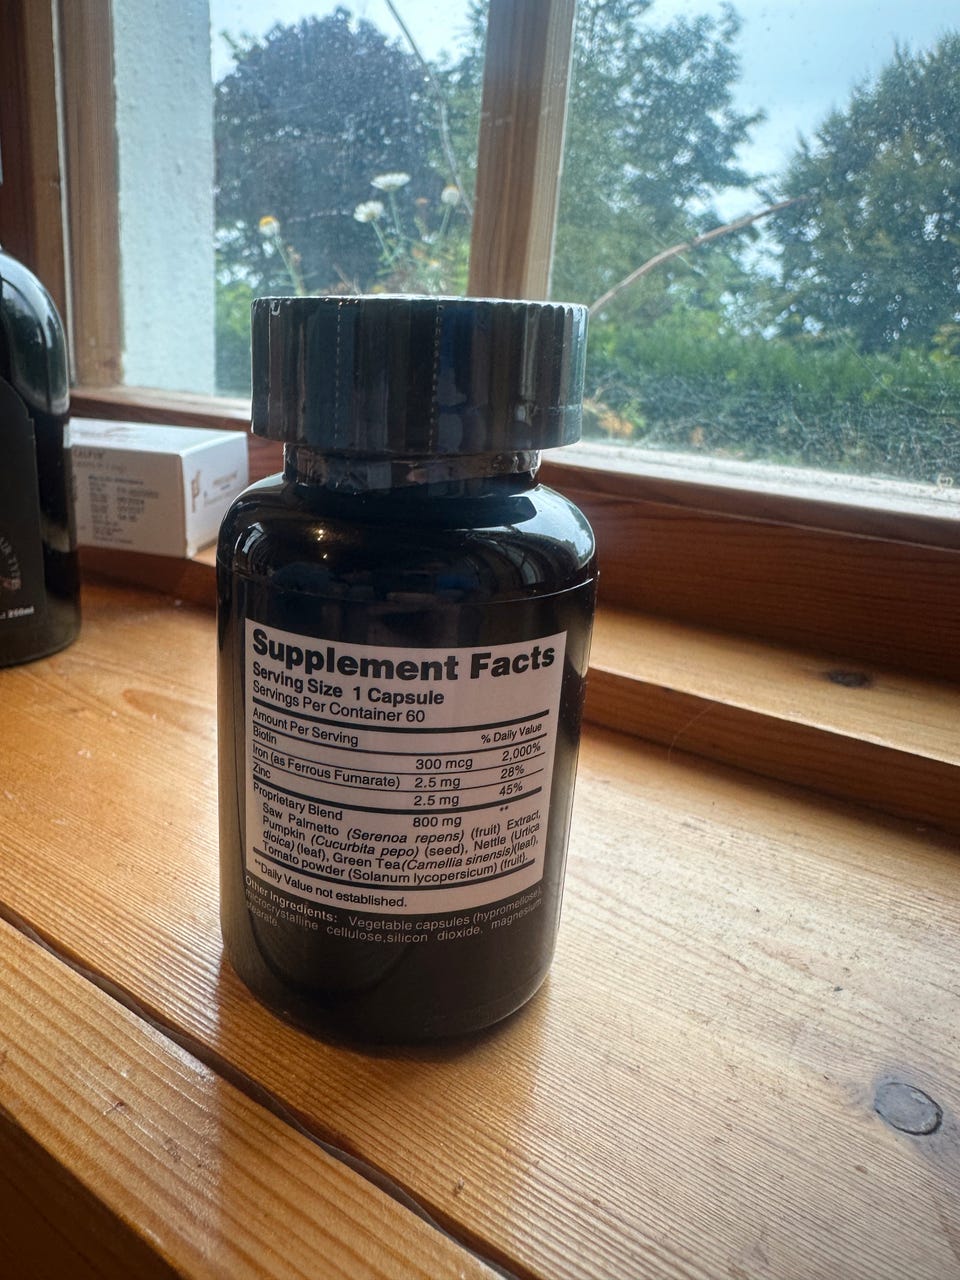 Supplement Facts
Serving Size 1 Capsule
Servings Per Container 60
Amount Per Serving % Daily Value
Biotin 300 mcg 2,000%
Iron (as Ferrous Fumarate) 2.5 mg 28%
Zinc 2.5 mg 45%
Proprietary Blend 800 mg **
Saw Palmetto (Serenoa repens) (fruit) Extract,
Pumpkin (Cucurbita pepo) (seed), Nettle (Urtica
dioica) (leaf), Green Tea(Camellia sinensis)(leaf),
Tomato powder (Solanum lycopersicum) (fruit).
**Daily Value not established.
Other Ingredients: Vegetable capsules (hypromellose),
microcrystalline cellulose,silicon dioxide, magnesium
stearate.
250ml